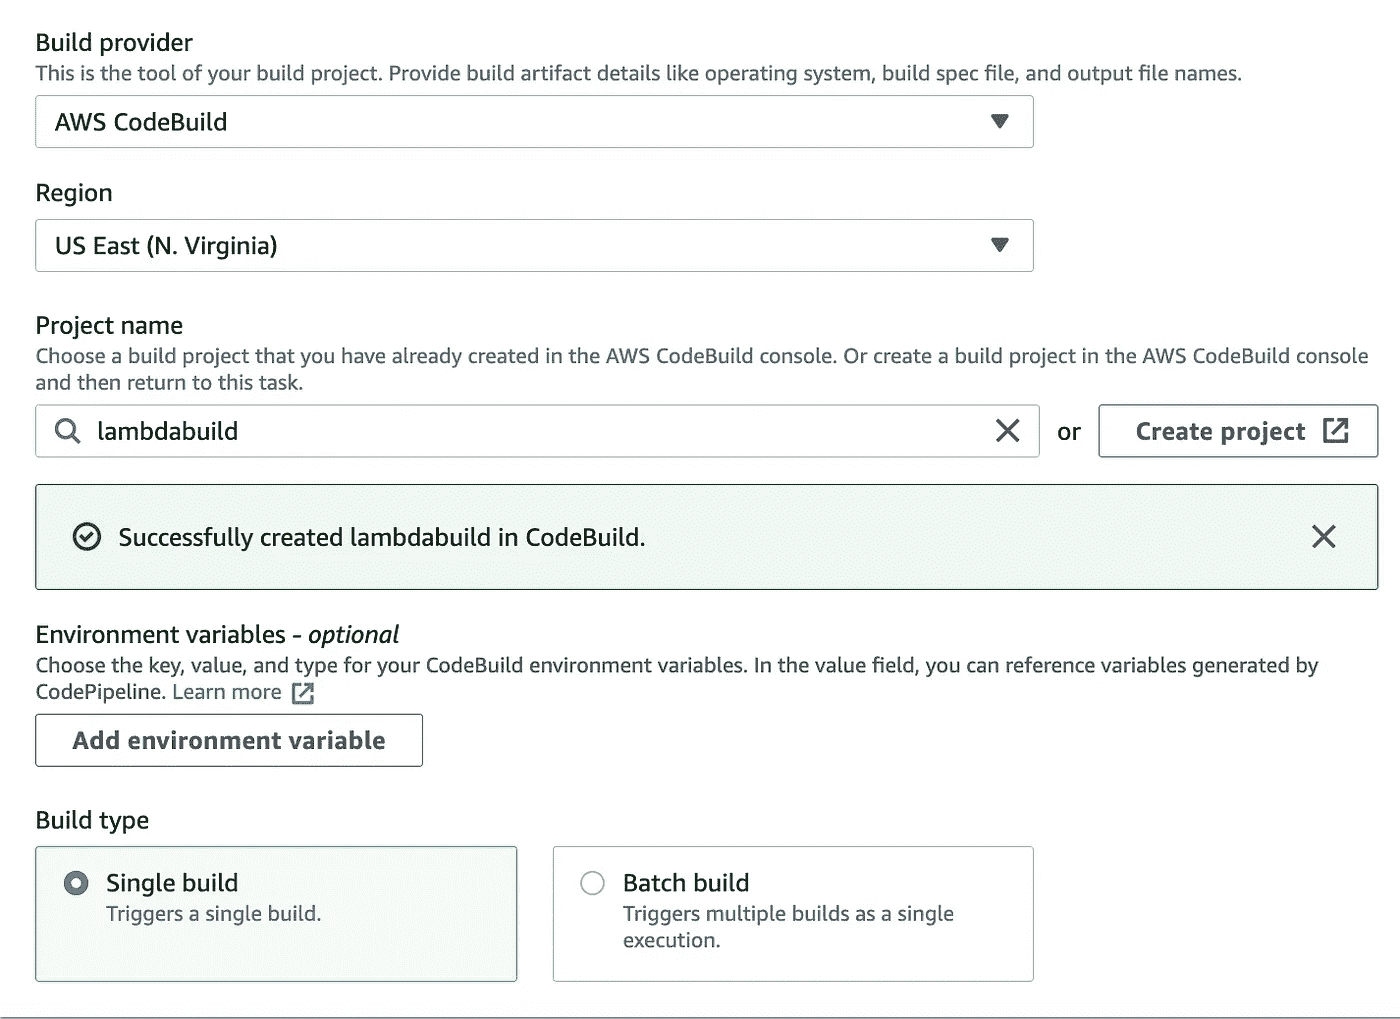 Build provider
This is the tool of your build project. Provide build artifact details like operating system, build spec file, and output file names.
AWS CodeBuild
Region
US East (N. Virginia)
Project name
Choose a build project that you have already created in the AWS CodeBuild console. Or create a build project in the AWS CodeBuild console
and then return to this task.
lambdabuild or Create project
Successfully created lambdabuild in CodeBuild.
Environment variables - optional
Choose the key, value, and type for your CodeBuild environment variables. In the value field, you can reference variables generated by
CodePipeline. Learn more
Add environment variable
Build type
Single build
Triggers a single build.
Batch build
Triggers multiple builds as a single
execution.